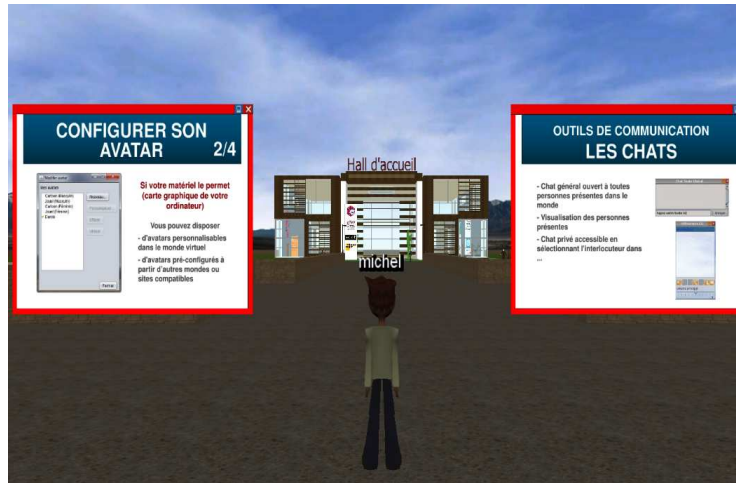 CONFIGURER SON
AVATAR 2/4
Si votre matériel le permet
(carte graphique de votre
ordinateur)
Vous pouvez disposer
- d'avatars personnalisables
dans le monde virtuel
- d'avatars pré-configurés à
partir d'autres mondes ou
sites compatibles
Fermer
Hall d'accueil
michel
OUTILS DE COMMUNICATION
LES CHATS
- Chat général ouvert à toutes
personnes présentes dans le
monde
- Visualisation des personnes
présentes
- Chat privé accessible en
sélectionnant l'interlocuteur dans
...